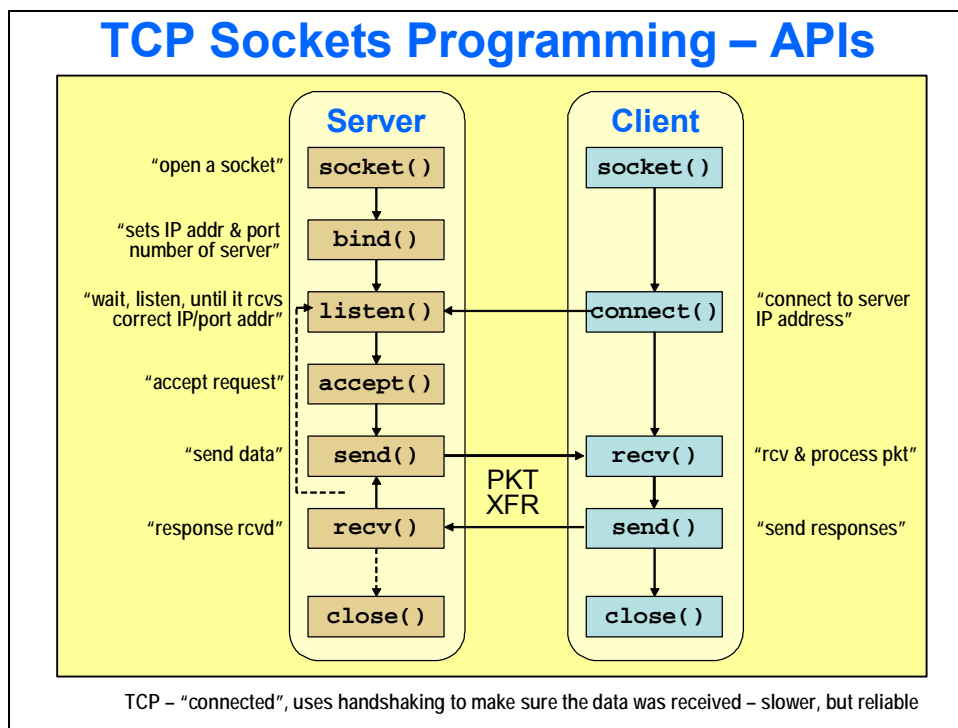 TCP Sockets Programming – APIs
Server
Client
“open a socket”
socket()
socket()
“sets IP addr & port
number of server”
bind()
“wait, listen, until it rcvs
correct IP/port addr”
listen()
connect()
“connect to server
IP address”
“accept request”
accept()
“send data”
send()
recv()
“rcv & process pkt”
PKT
XFR
“response rcvd”
recv()
send()
“send responses”
close()
close()
TCP – “connected”, uses handshaking to make sure the data was received – slower, but reliable